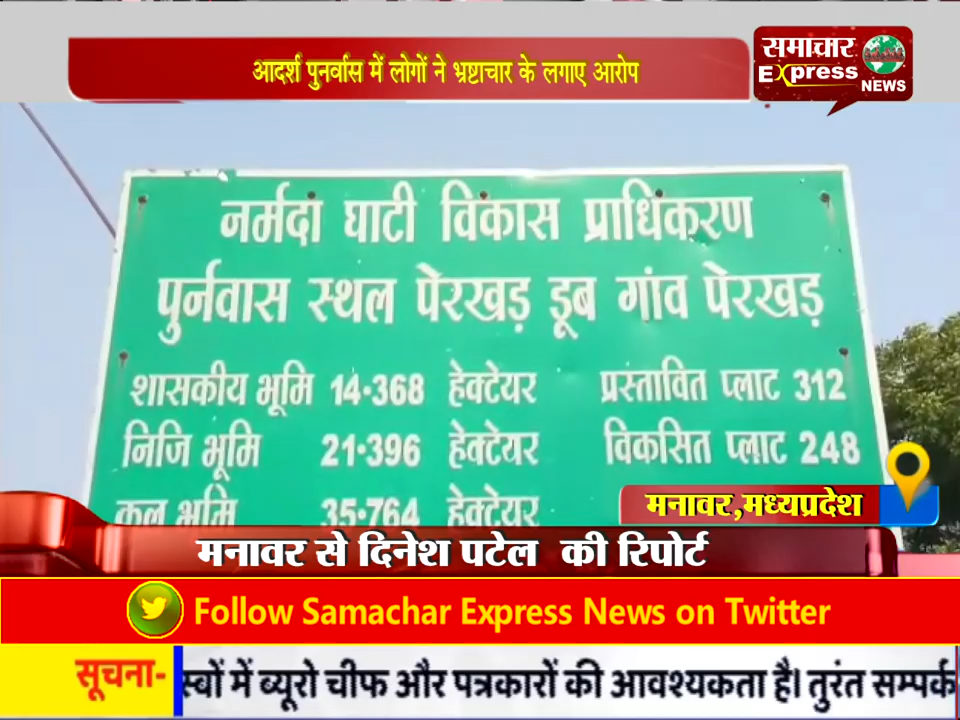 आदर्श पुनर्वास में लोगों ने भ्रष्टाचार के लगाए आरोप
समाचार
Express
NEWS
नर्मदा घाटी विकास प्राधिकरण
पुर्नवास स्थल पेरखड़ डूब गांव पेरखड़
शासकीय भूमि 14·368 हेक्टेयर प्रस्तावित प्लाट 312
निजि भूमि 21·396 हेक्टेयर विकसित प्लाट 248
कुल भूमि 35·764 हेक्टेयर
मनावर,मध्यप्रदेश
मनावर से दिनेश पटेल की रिपोर्ट
Follow Samachar Express News on Twitter
सूचना- स्बों में ब्यूरो चीफ और पत्रकारों की आवश्यकता है। तुरंत सम्पर्क